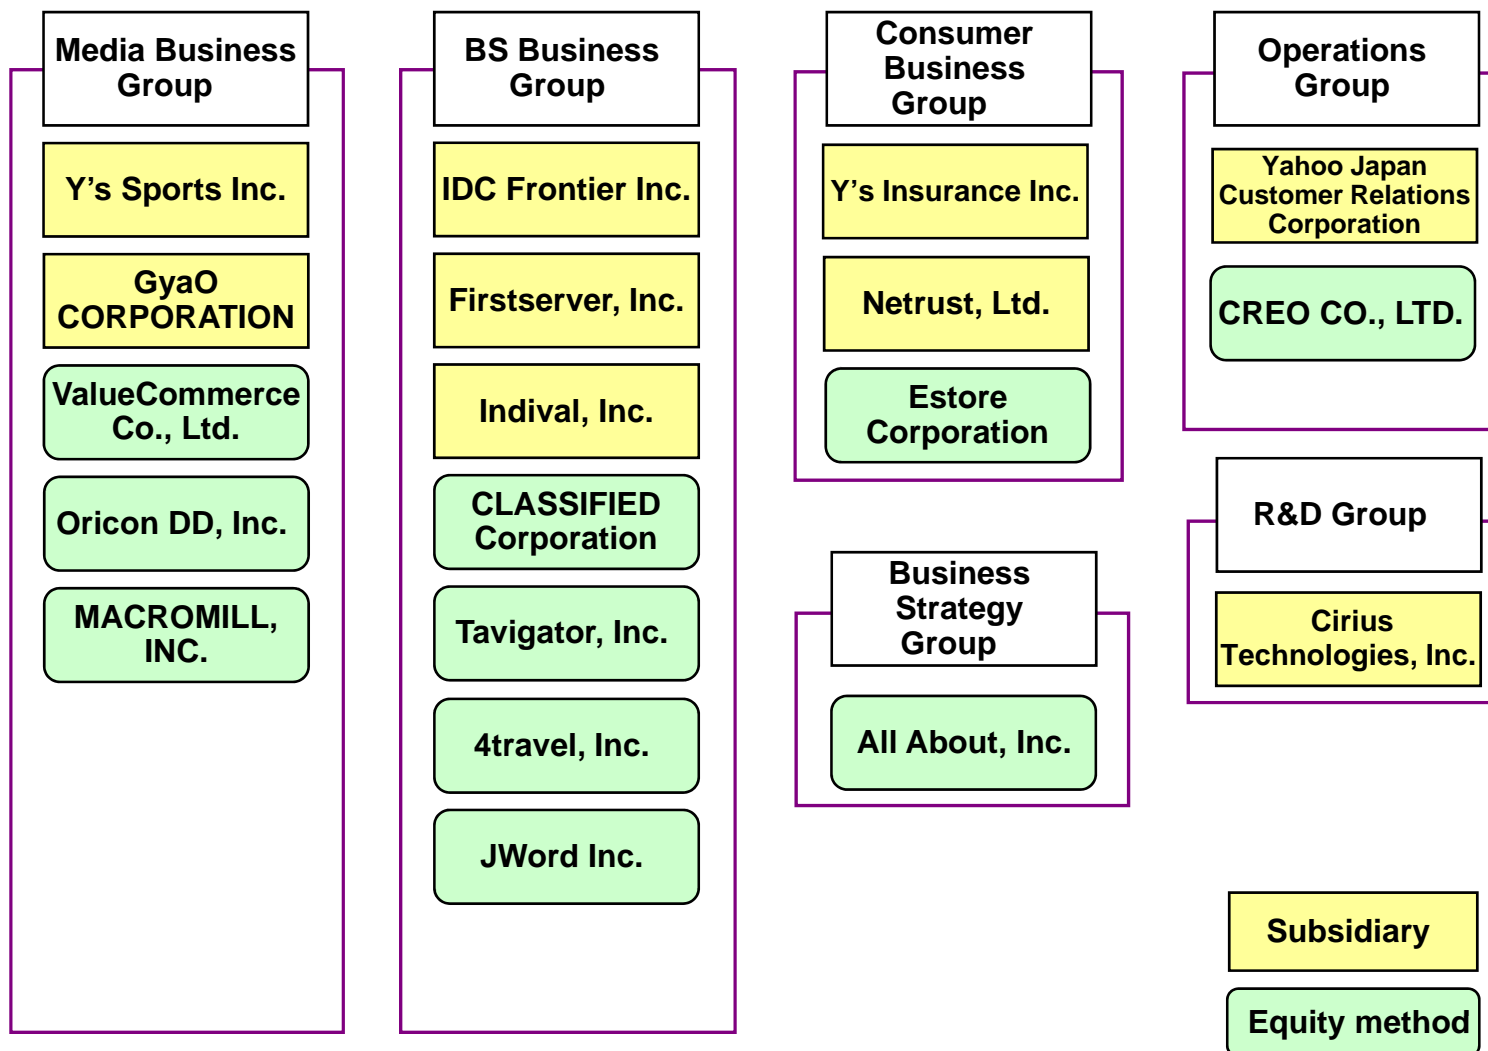 Media Business
Group
Y's Sports Inc.
GyaO
CORPORATION
ValueCommerce
Co., Ltd.
Oricon DD, Inc.
MACROMILL,
INC.
BS Business
Group
IDC Frontier Inc.
Firstserver, Inc.
Indival, Inc.
CLASSIFIED
Corporation
Tavigator, Inc.
4travel, Inc.
JWord Inc.
Consumer
Business
Group
Y's Insurance Inc.
Netrust, Ltd.
Estore
Corporation
Business
Strategy
Group
All About, Inc.
Operations
Group
Yahoo Japan
Customer Relations
Corporation
CREO CO., LTD.
R&D Group
Cirius
Technologies, Inc.
Subsidiary
Equity method